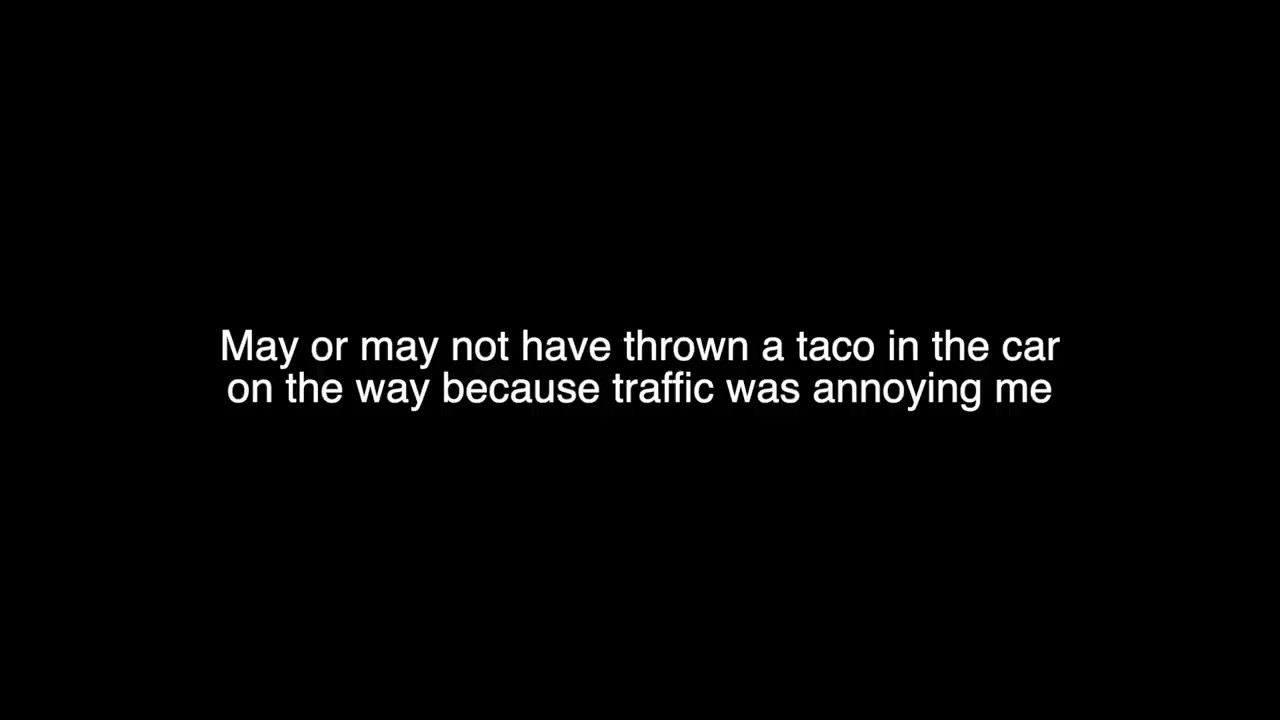 May or may not have thrown a taco in the car
on the way because traffic was annoying me